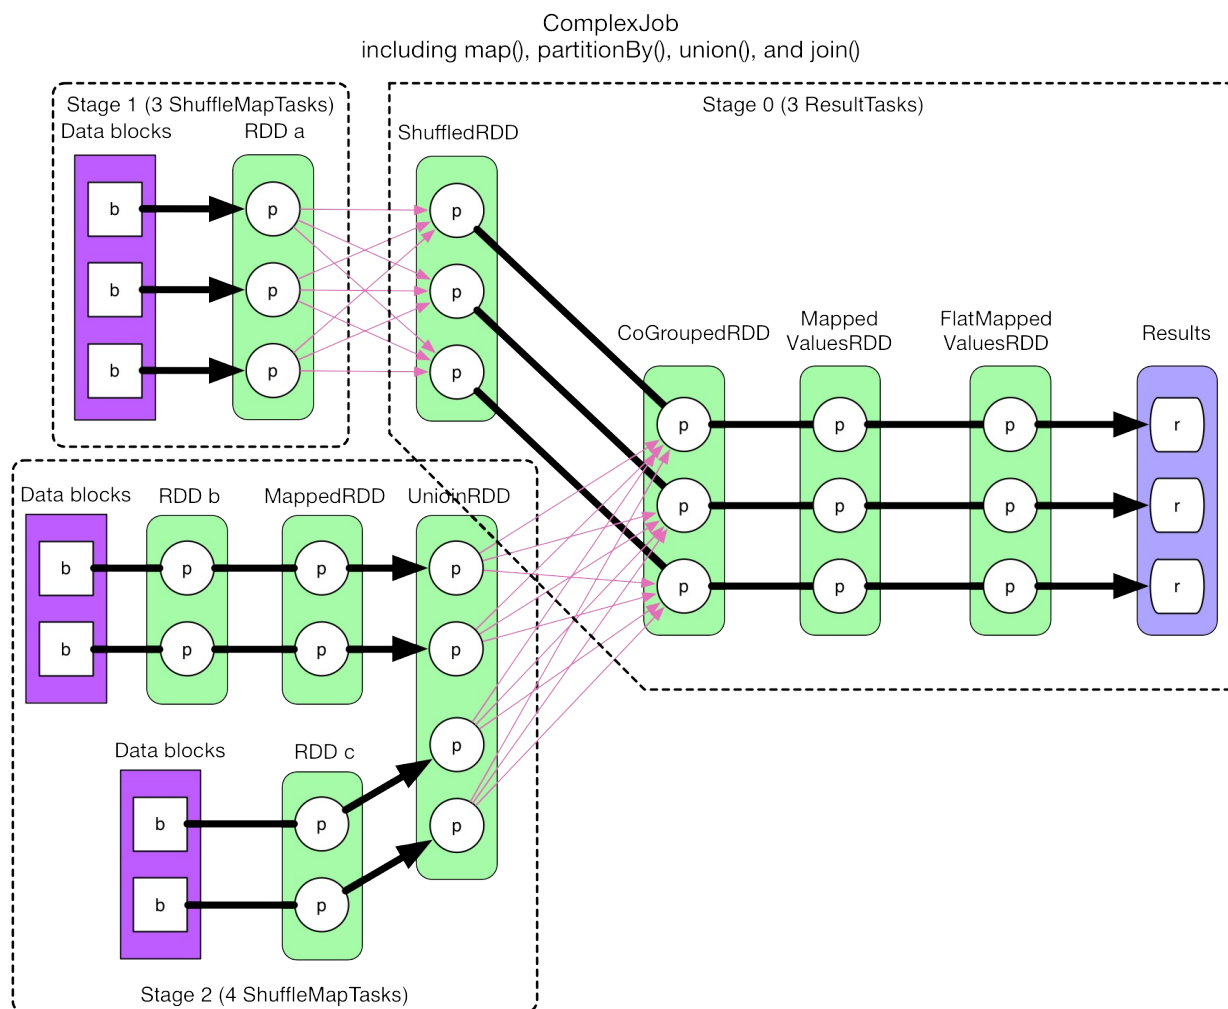 ComplexJob
including map(), partitionBy(), union(), and join()
Stage 1 (3 ShuffleMapTasks)
Data blocks
RDD a
b
p
b
p
b
p
Stage 0 (3 ResultTasks)
ShuffledRDD
p
p
p
CoGroupedRDD
Mapped
ValuesRDD
FlatMapped
ValuesRDD
Results
p
p
p
r
p
p
p
r
p
p
p
r
Data blocks
RDD b
MappedRDD
UnioinRDD
b
p
p
p
b
p
p
p
Data blocks
RDD c
p
b
p
p
b
p
Stage 2 (4 ShuffleMapTasks)